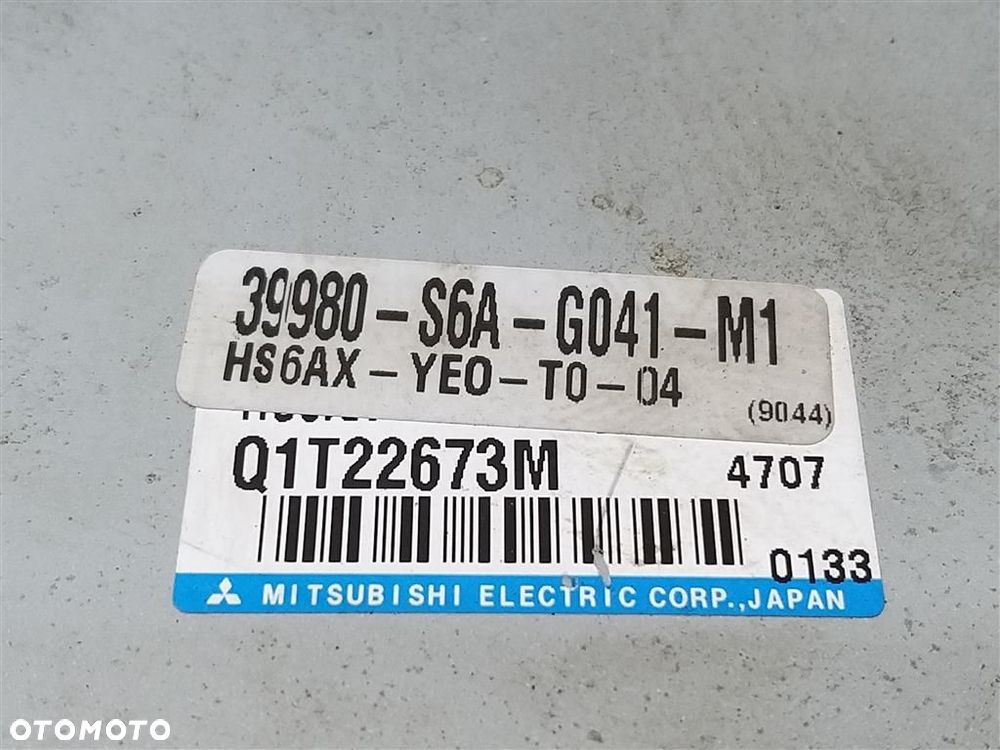 39980-S6A-G041-M1
HS6AX-YEO-T0-04
(9044)
Q1T22673M
4707
0133
MITSUBISHI ELECTRIC CORP.,JAPAN
OTOMOTO